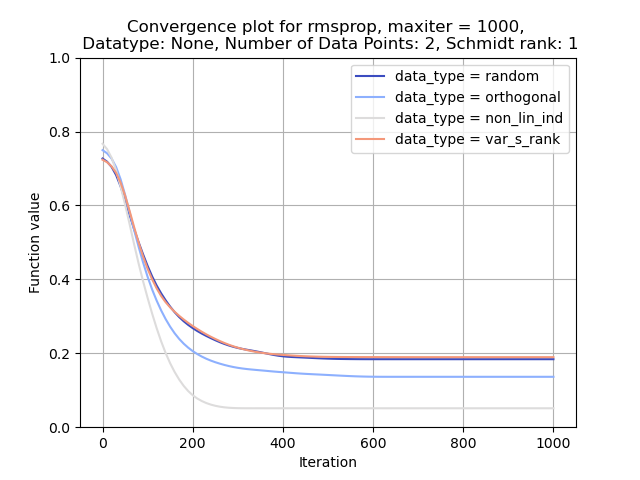 Convergence plot for rmsprop, maxiter = 1000,
Datatype: None, Number of Data Points: 2, Schmidt rank: 1
data_type = random
data_type = orthogonal
data_type = non_lin_ind
data_type = var_s_rank
Function value
1.0
0.8
0.6
0.4
0.2
0.0
0 200 400 600 800 1000
Iteration